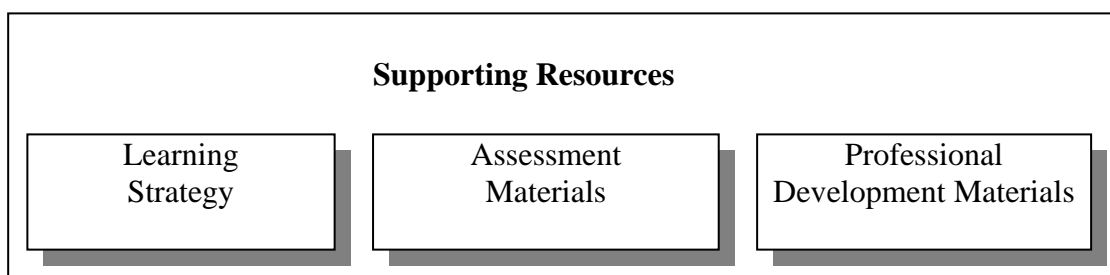 Supporting Resources
Learning
Strategy
Assessment
Materials
Professional
Development Materials